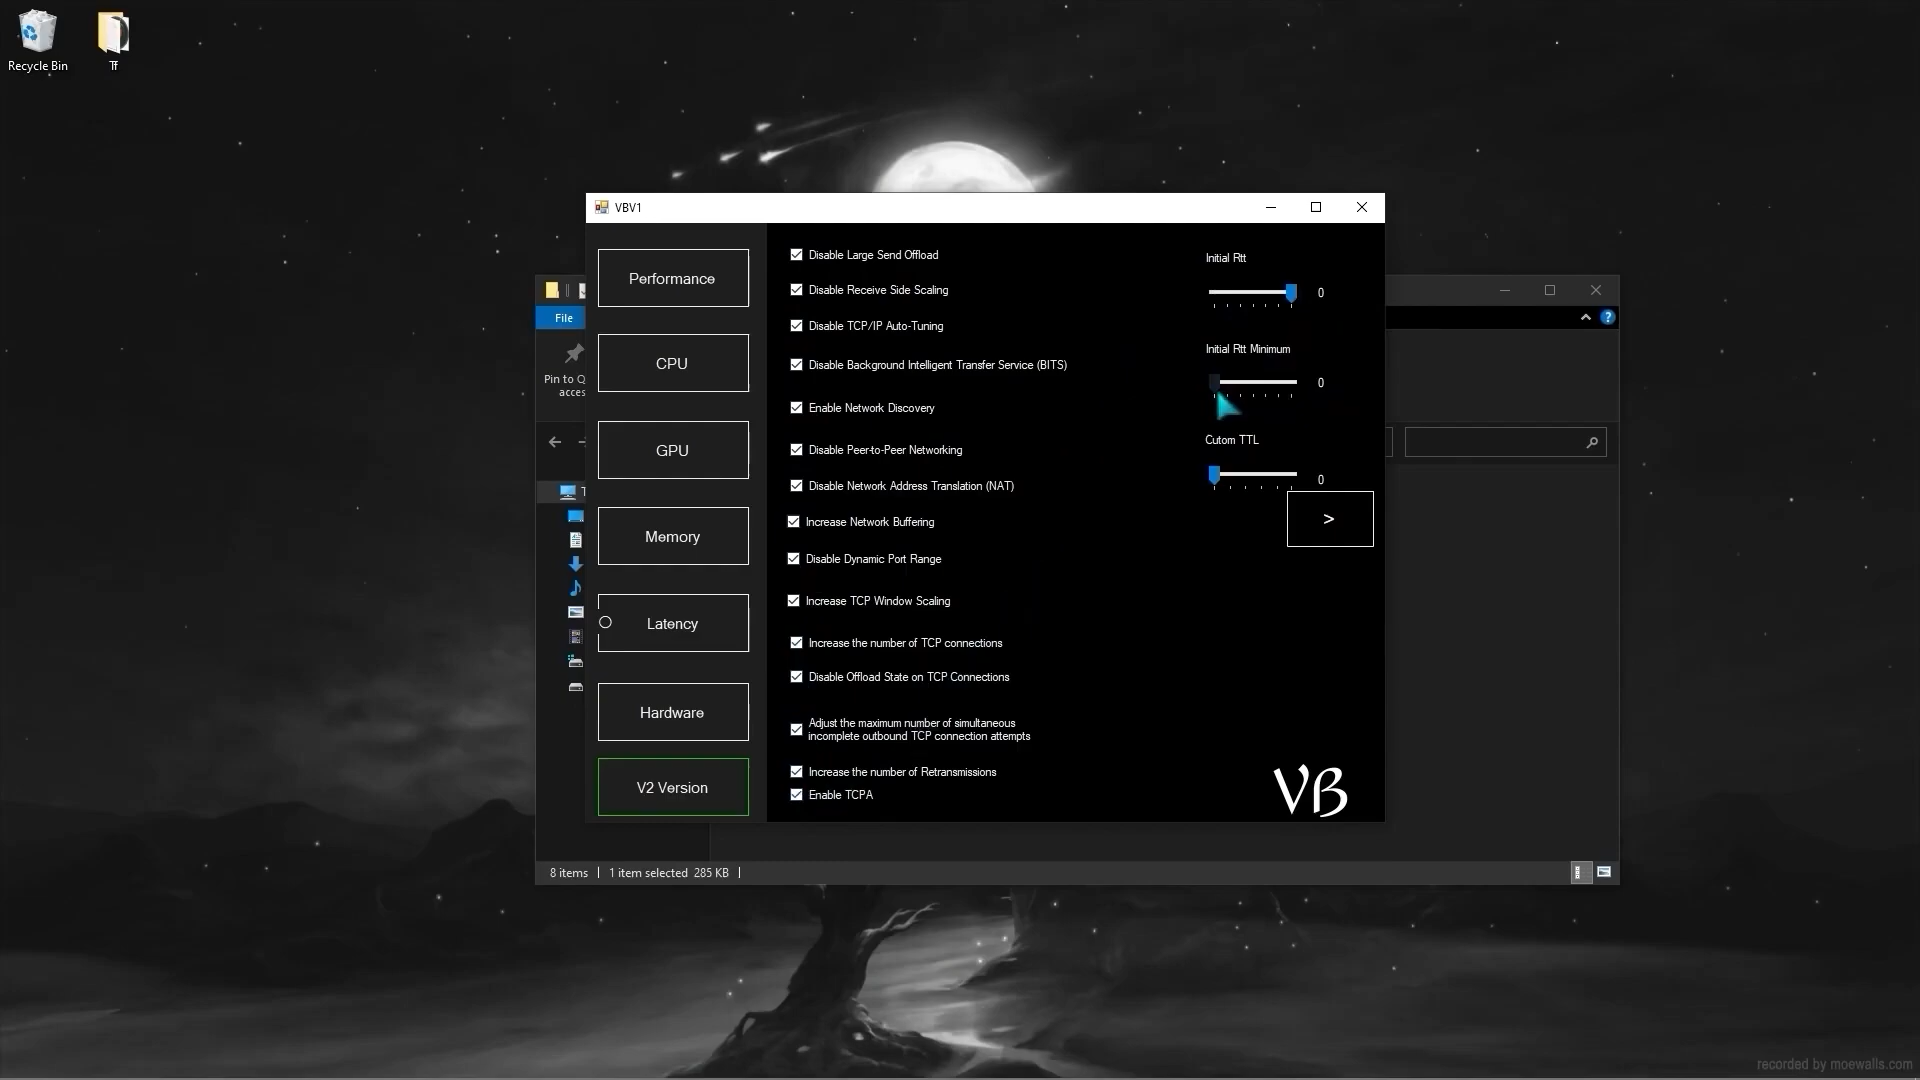 Recycle Bin
Tf
VBV1
Performance
CPU
GPU
Memory
Latency
Hardware
V2 Version
Disable Large Send Offload
Disable Receive Side Scaling
Disable TCP/IP Auto-Tuning
Disable Background Intelligent Transfer Service (BITS)
Enable Network Discovery
Disable Peer-to-Peer Networking
Disable Network Address Translation (NAT)
Increase Network Buffering
Disable Dynamic Port Range
Increase TCP Window Scaling
Increase the number of TCP connections
Disable Offload State on TCP Connections
Adjust the maximum number of simultaneous
incomplete outbound TCP connection attempts
Increase the number of Retransmissions
Enable TCPA
Initial Rtt
0
Initial Rtt Minimum
0
Cutom TTL
0
>
VB
File
Pin to Q
acces
T
8 items
1 item selected 285 KB
recorded by moewalls.com